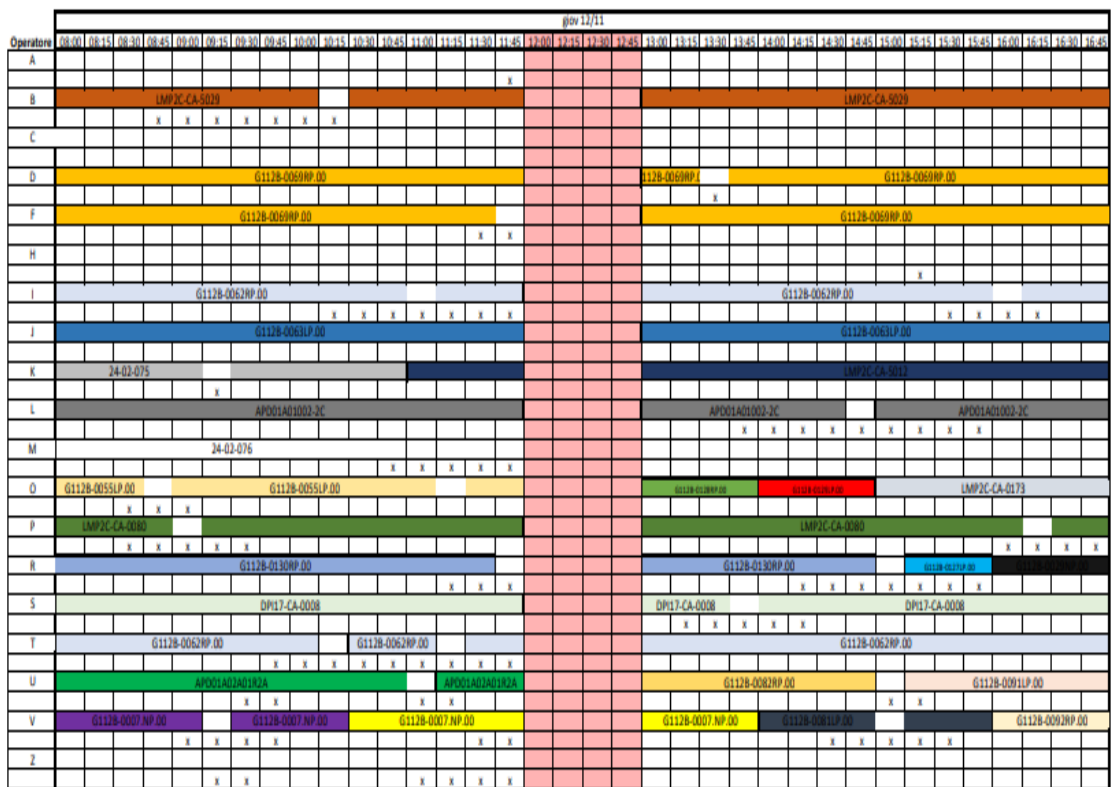 giov 12/11
Operatore 08:00 08:15 08:30 08:45 09:00 09:15 09:30 09:45 10:00 10:15 10:30 10:45 11:00 11:15 11:30 11:45 12:00 12:15 12:30 12:45 13:00 13:15 13:30 13:45 14:00 14:15 14:30 14:45 15:00 15:15 15:30 15:45 16:00 16:15 16:30 16:45
A
x
B LMP2C-CA-5029 LMP2C-CA-5029
x x x x x x x
C
D G112B-0069RP.00 112B-0069RP.( G112B-0069RP.00
x
F G112B-0069RP.00 G112B-0069RP.00
x x
H
x
I G112B-0062RP.00 G112B-0062RP.00
x x x x x x x x x x x
J G112B-0063LP.00 G112B-0063LP.00
K 24-02-075 LMP2C-CA-5012
x
L APD01A01002-2C APD01A01002-2C APD01A01002-2C
x x x x x x x x x
M 24-02-076
x x x x x
O G112B-0055LP.00 G112B-0055LP.00 G112B-0128RP.00 LMP2C-CA-0173
x x x
P LMP2C-CA-0080 LMP2C-CA-0080
x x x x x x x x x
R G112B-0130RP.00 G112B-0130RP.00 G112B-0127LP.00
x x x x x x x x x x
S DPI17-CA-0008 DPI17-CA-0008 DPI17-CA-0008
x x x x x
T G112B-0062RP.00 G112B-0062RP.00 G112B-0062RP.00
x x x x x x x x x
U APD01A02A01R2A APD01A02A01R2A G112B-0082RP.00 G112B-0091LP.00
x x x x x x
V G112B-0007.NP.00 G112B-0007.NP.00 G112B-0007.NP.00 G112B-0007.NP.00 G112B-0081LP.00 G112B-0092RP.00
x x x x x x x x x x x
Z
x x x x x x